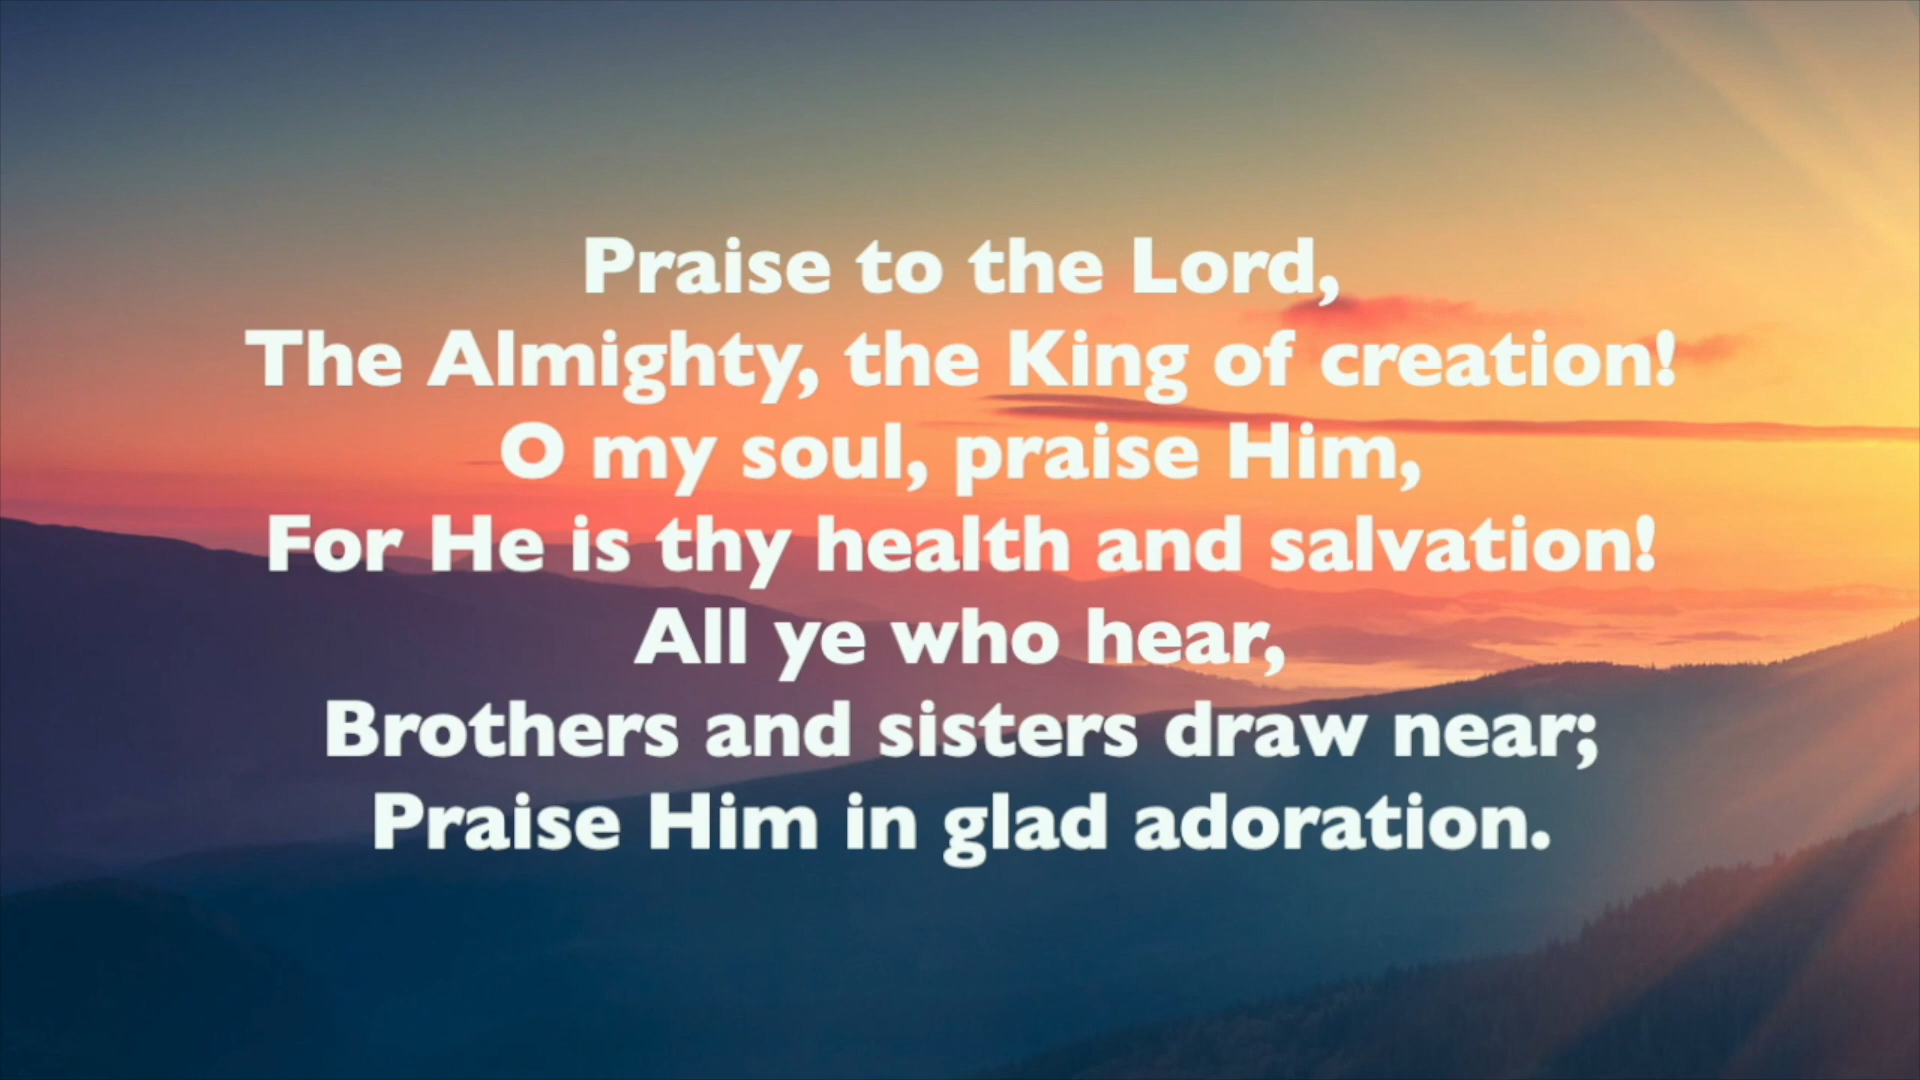 Praise to the Lord,
The Almighty, the King of creation!
O my soul, praise Him,
For He is thy health and salvation!
All ye who hear,
Brothers and sisters draw near;
Praise Him in glad adoration.